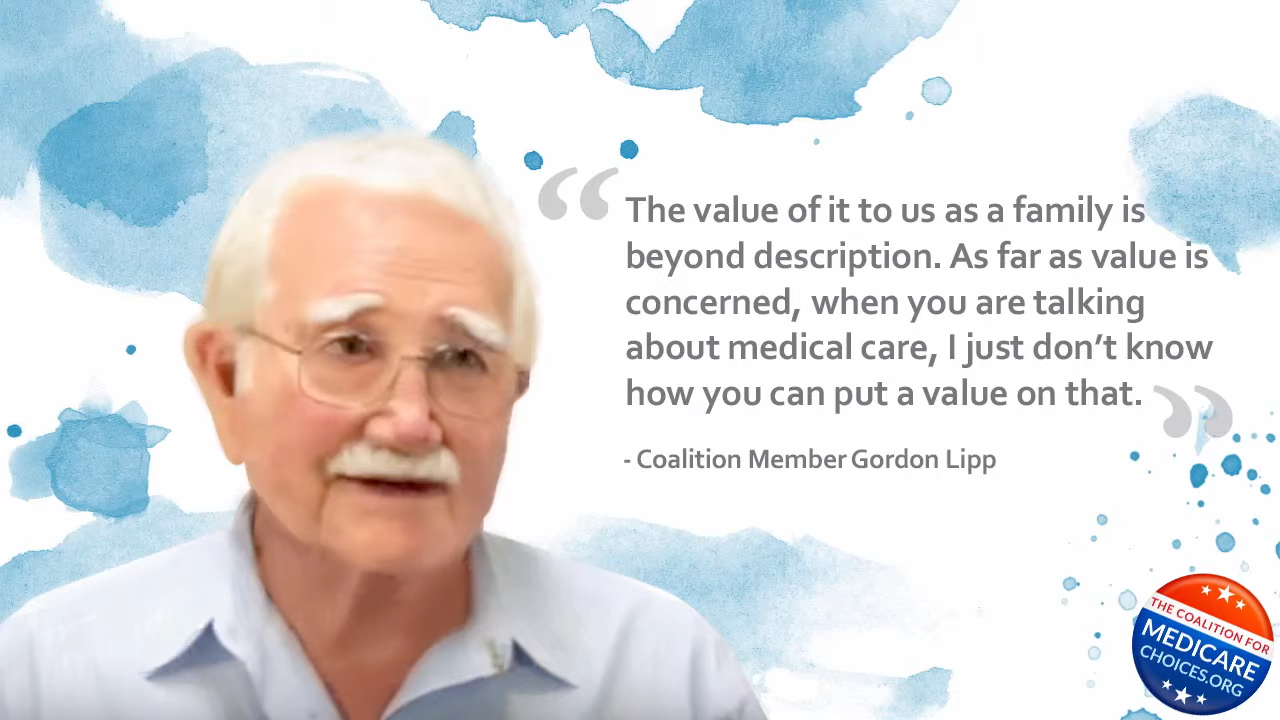 “
The value of it to us as a family is
beyond description. As far as value is
concerned, when you are talking
about medical care, I just don’t know
how you can put a value on that.
”
- Coalition Member Gordon Lipp
THE COALITION FOR
MEDICARE
CHOICES.ORG